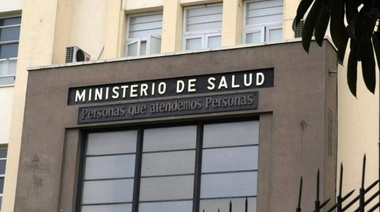 MINISTERIO DE SALUD
Personas que atendemos Personas